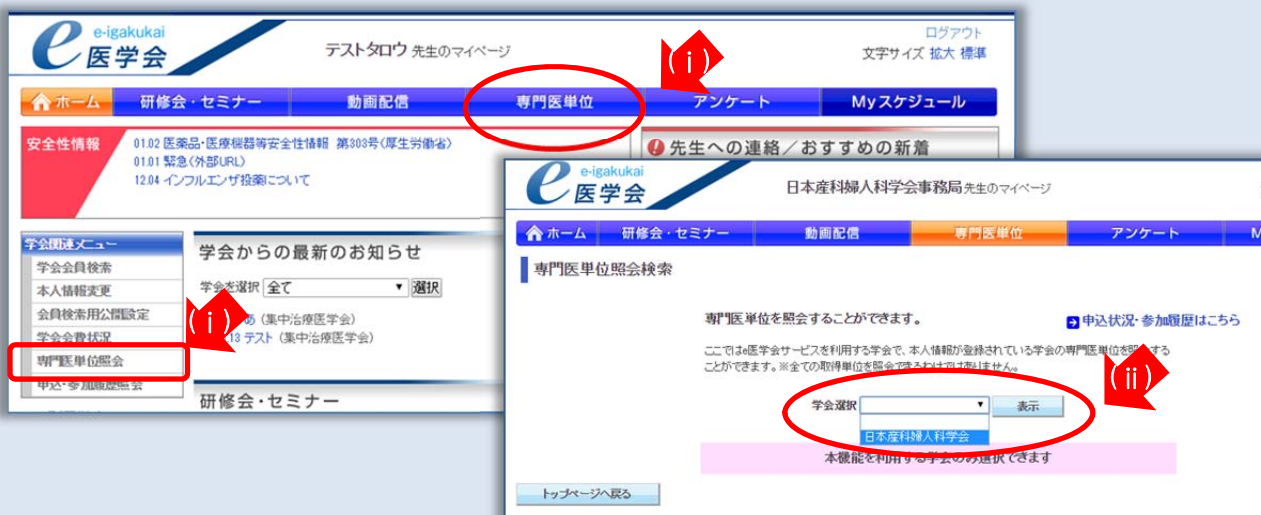 e-igakukai
医学会
テストタロウ 先生のマイページ
ログアウト
文字サイズ 拡大 標準
ホーム 研修会・セミナー 動画配信 専門医単位 アンケート Myスケジュール
(ⅰ)
安全性情報
01.02 医薬品・医療機器等安全性情報 第303号(厚生労働省)
01.01 緊急(外部URL)
12.04 インフルエンザ投薬について
先生への連絡/おすすめの新着
学会関連メニュー
学会会員検索
本人情報変更
会員検索用公開設定
学会会費状況
専門医単位照会
申込・参加履歴照会
(ⅰ)
学会からの最新のお知らせ
学会を選択 全て 選択
あ (集中治療医学会)
13 テスト (集中治療医学会)
研修会・セミナー
e-igakukai
医学会
日本産科婦人科学会事務局先生のマイページ
ホーム 研修会・セミナー 動画配信 専門医単位 アンケート M
専門医単位照会検索
専門医単位を照会することができます。
申込状況・参加履歴はこちら
ここではe医学会サービスを利用する学会で、本人情報が登録されている学会の専門医単位を照会する
ことができます。※全ての取得単位を照会できるわけではありません。
(ⅱ)
学会選択 表示
日本産科婦人科学会
本機能を利用する学会のみ選択できます
トップページへ戻る